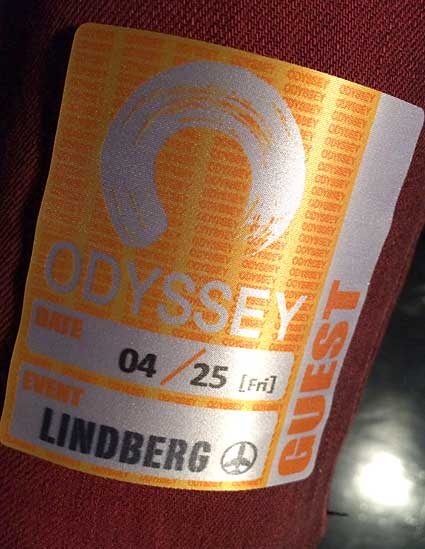 ODYSSEY
DATE
04/25 [Fri]
EVENT
LINDBERG
GUEST